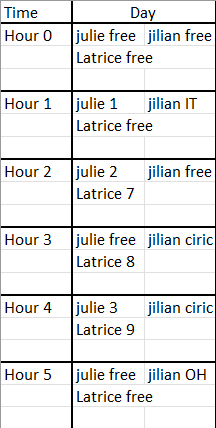 Time Day
Hour 0 julie free jilian free
Latrice free
Hour 1 julie 1 jilian IT
Latrice free
Hour 2 julie 2 jilian free
Latrice 7
Hour 3 julie free jilian ciric
Latrice 8
Hour 4 julie 3 jilian ciric
Latrice 9
Hour 5 julie free jilian OH
Latrice free